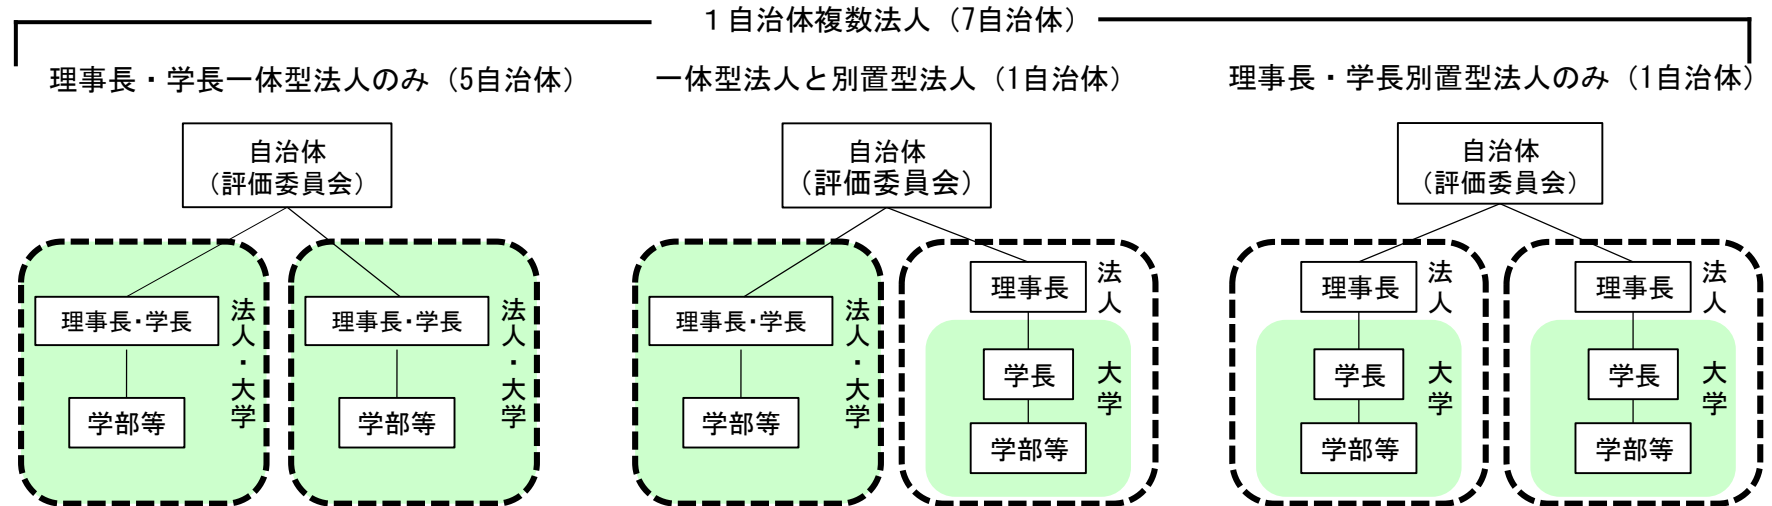 １自治体複数法人（7自治体）
理事長・学長一体型法人のみ（5自治体）
自治体
（評価委員会）
理事長・学長
学部等
法人・大学
理事長・学長
学部等
法人・大学
一体型法人と別置型法人（1自治体）
自治体
（評価委員会）
理事長・学長
学部等
法人・大学
理事長
法人
学長
大学
学部等
理事長・学長別置型法人のみ（1自治体）
自治体
（評価委員会）
理事長
法人
学長
大学
学部等
理事長
法人
学長
大学
学部等